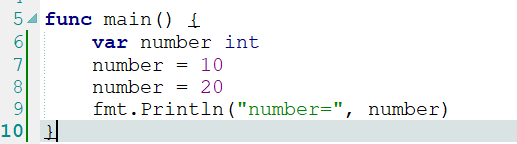 5 func main() {
6 var number int
7 number = 10
8 number = 20
9 fmt.Println("number=", number)
10 }